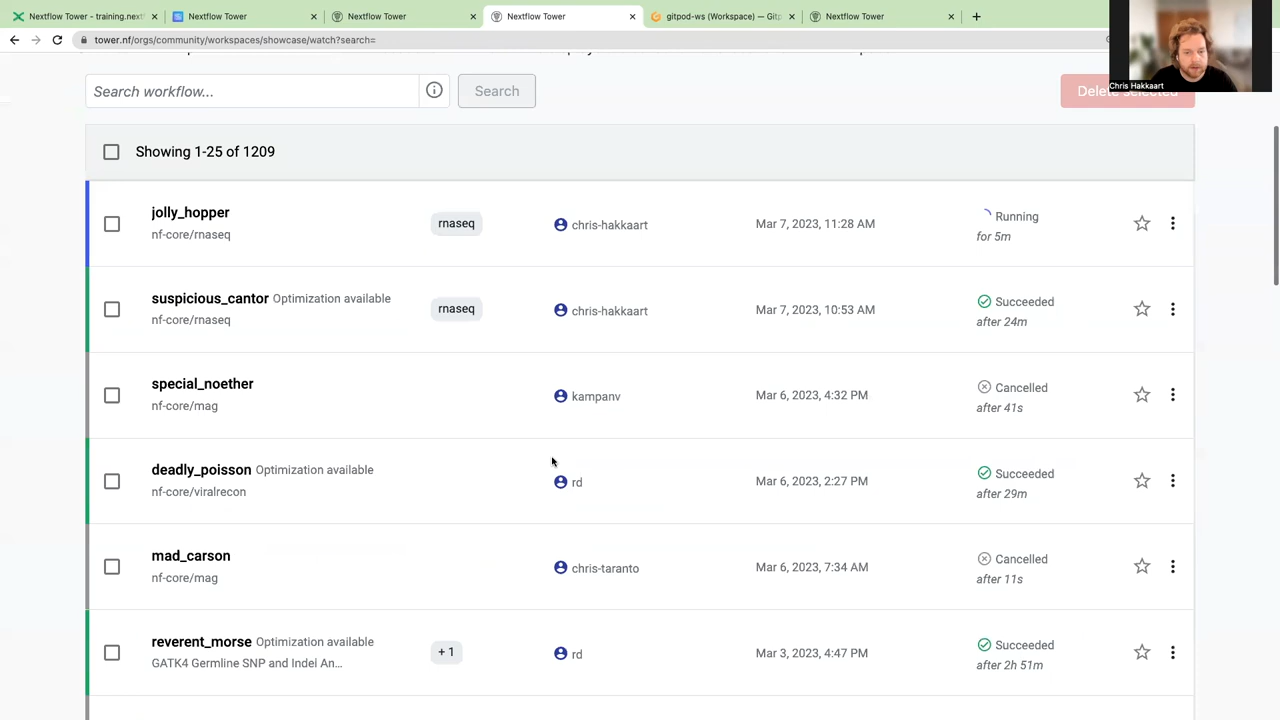 Nextflow Tower - training.next
Nextflow Tower
Nextflow Tower
Nextflow Tower
gitpod-ws (Workspace) — Gitp
Nextflow Tower
tower.nf/orgs/community/workspaces/showcase/watch?search=
Chris Hakkaart
Search workflow...
Search
Delete selected
Showing 1-25 of 1209
jolly_hopper
nf-core/rnaseq
rnaseq
chris-hakkaart
Mar 7, 2023, 11:28 AM
Running
for 5m
suspicious_cantor Optimization available
nf-core/rnaseq
rnaseq
chris-hakkaart
Mar 7, 2023, 10:53 AM
Succeeded
after 24m
special_noether
nf-core/mag
kampanv
Mar 6, 2023, 4:32 PM
Cancelled
after 41s
deadly_poisson Optimization available
nf-core/viralrecon
rd
Mar 6, 2023, 2:27 PM
Succeeded
after 29m
mad_carson
nf-core/mag
chris-taranto
Mar 6, 2023, 7:34 AM
Cancelled
after 11s
reverent_morse Optimization available
GATK4 Germline SNP and Indel An...
+ 1
rd
Mar 3, 2023, 4:47 PM
Succeeded
after 2h 51m